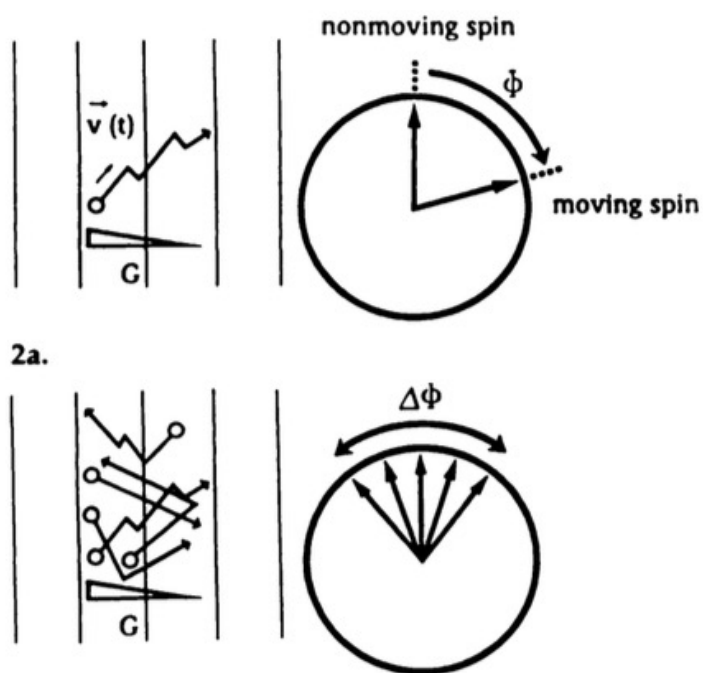 nonmoving spin
v⃗ (t)
ϕ
moving spin
G
2a.
Δϕ
G